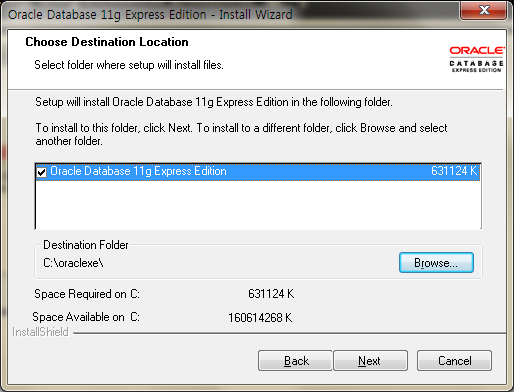 Oracle Database 11g Express Edition - Install Wizard
Choose Destination Location
Select folder where setup will install files.
ORACLE
DATABASE
EXPRESS EDITION
Setup will install Oracle Database 11g Express Edition in the following folder.
To install to this folder, click Next. To install to a different folder, click Browse and select
another folder.
Oracle Database 11g Express Edition 631124 K
Destination Folder
C:\oraclexe\
Browse...
Space Required on C: 631124 K
Space Available on C: 160614268 K
InstallShield
Back Next Cancel